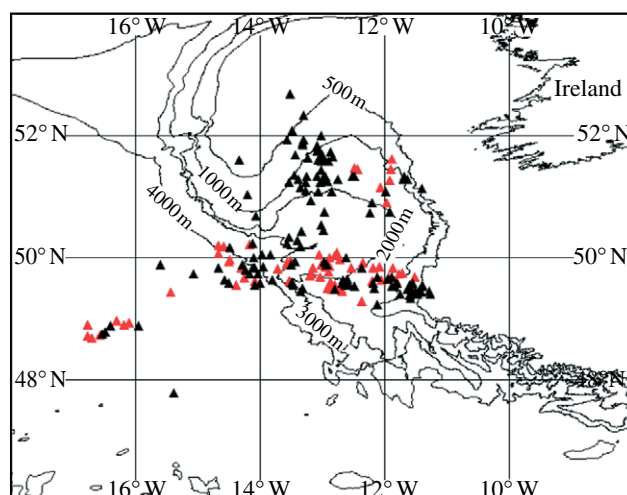 16° W 14° W 12° W 10° W
500m
Ireland
52° N 52° N
1000m
4000m
2000m
50° N 50° N
3000m
48° N 48° N
16° W 14° W 12° W 10° W